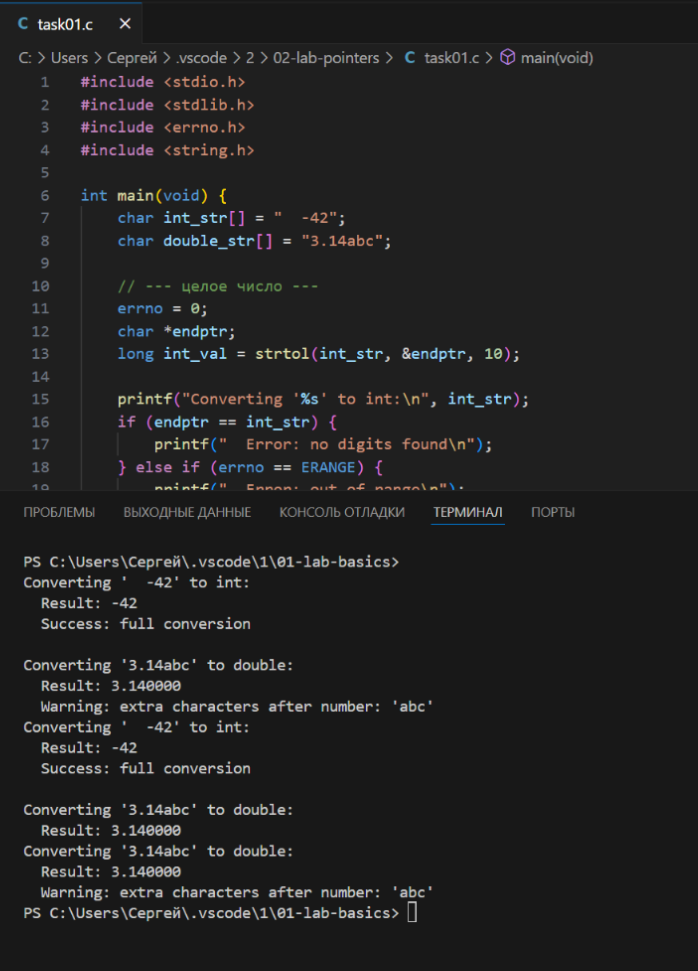 C task01.c ×
C: > Users > Сергей > .vscode > 2 > 02-lab-pointers > C task01.c > main(void)
1 #include <stdio.h>
2 #include <stdlib.h>
3 #include <errno.h>
4 #include <string.h>
5
6 int main(void) {
7     char int_str[] = "  -42";
8     char double_str[] = "3.14abc";
9
10     // --- целое число ---
11     errno = 0;
12     char *endptr;
13     long int_val = strtol(int_str, &endptr, 10);
14
15     printf("Converting '%s' to int:\n", int_str);
16     if (endptr == int_str) {
17         printf("  Error: no digits found\n");
18     } else if (errno == ERANGE) {
19         printf("  Error: out of range\n");
ПРОБЛЕМЫ ВЫХОДНЫЕ ДАННЫЕ КОНСОЛЬ ОТЛАДКИ ТЕРМИНАЛ ПОРТЫ
PS C:\Users\Сергей\.vscode\1\01-lab-basics>
Converting '  -42' to int:
  Result: -42
  Success: full conversion

Converting '3.14abc' to double:
  Result: 3.140000
  Warning: extra characters after number: 'abc'
Converting '  -42' to int:
  Result: -42
  Success: full conversion

Converting '3.14abc' to double:
  Result: 3.140000
Converting '3.14abc' to double:
  Result: 3.140000
  Warning: extra characters after number: 'abc'
PS C:\Users\Сергей\.vscode\1\01-lab-basics>